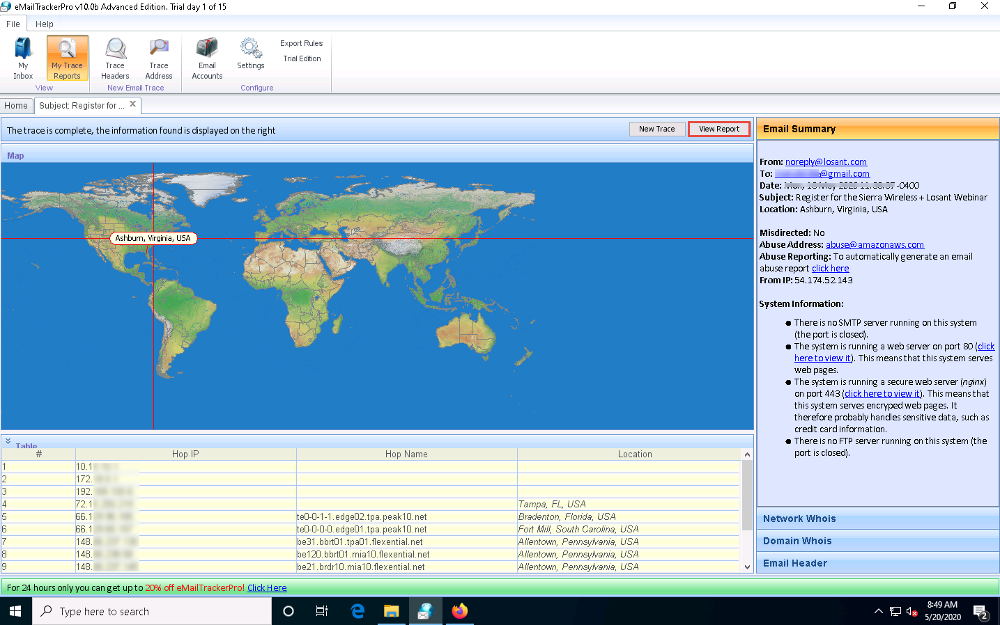 eMailTrackerPro v10.0b Advanced Edition. Trial day 1 of 15
File Help
My Inbox
My Trace Reports
Trace Headers
Trace Address
Email Accounts
Settings
Export Rules
Trial Edition
View
New Email Trace
Configure
Home
Subject: Register for ...
The trace is complete, the information found is displayed on the right
New Trace
View Report
Map
Ashburn, Virginia, USA
Table
# Hop IP Hop Name Location
1 10.1
2 172.
3 192.
4 72.1 Tampa, FL, USA
5 66.1 te0-0-1-1.edge02.tpa.peak10.net Bradenton, Florida, USA
6 66.1 te0-0-0-0.edge01.tpa.peak10.net Fort Mill, South Carolina, USA
7 148. be31.bbrt01.tpa01.flexential.net Allentown, Pennsylvania, USA
8 148. be120.bbrt01.mia10.flexential.net Allentown, Pennsylvania, USA
9 148. be21.brdr10.mia10.flexential.net Allentown, Pennsylvania, USA
Email Summary
From: noreply@losant.com
To: @gmail.com
Date: -0400
Subject: Register for the Sierra Wireless + Losant Webinar
Location: Ashburn, Virginia, USA
Misdirected: No
Abuse Address: abuse@amazonaws.com
Abuse Reporting: To automatically generate an email
abuse report click here
From IP: 54.174.52.143
System Information:
There is no SMTP server running on this system
(the port is closed).
The system is running a web server on port 80 (click
here to view it). This means that this system serves
web pages.
The system is running a secure web server (nginx)
on port 443 (click here to view it). This means that
this system serves encryped web pages. It
therefore probably handles sensitive data, such as
credit card information.
There is no FTP server running on this system (the
port is closed).
Network Whois
Domain Whois
Email Header
For 24 hours only you can get up to 20% off eMailTrackerPro! Click Here
Type here to search
8:49 AM
5/20/2020
2